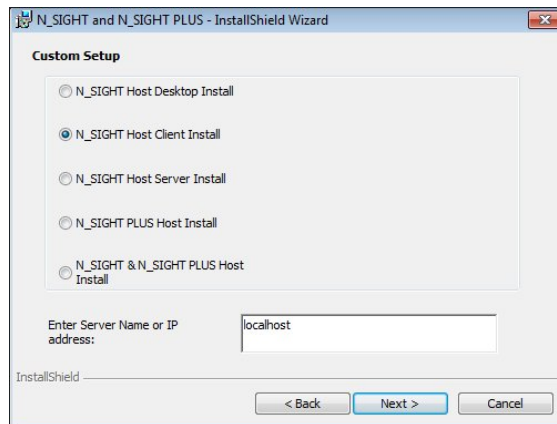 N_SIGHT and N_SIGHT PLUS - InstallShield Wizard
Custom Setup
N_SIGHT Host Desktop Install
N_SIGHT Host Client Install
N_SIGHT Host Server Install
N_SIGHT PLUS Host Install
N_SIGHT & N_SIGHT PLUS Host
Install
Enter Server Name or IP
address:
localhost
InstallShield
< Back
Next >
Cancel